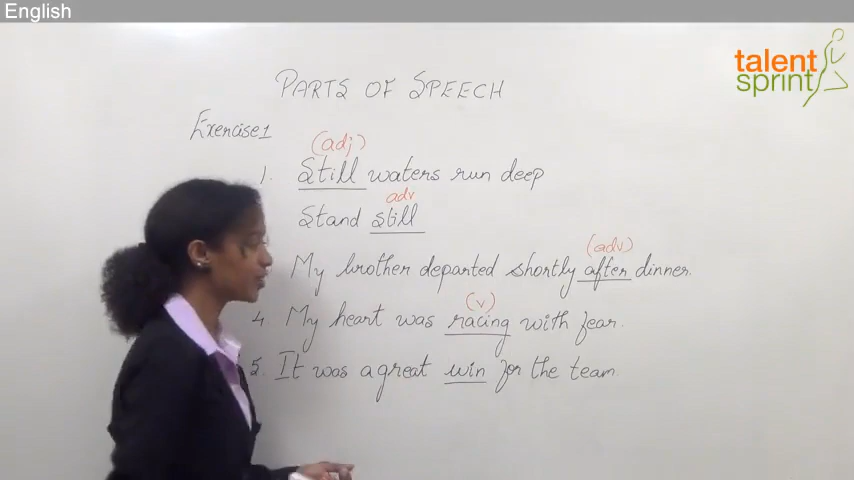 English
talent
sprint
PARTS OF SPEECH
Exercise 1
(adj)
1. Still waters run deep
adv
Stand still
(adv)
My brother departed shortly after dinner.
(v)
4. My heart was racing with fear.
5. It was a great win for the team.